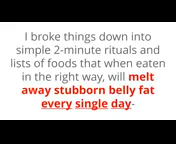 I broke things down into
simple 2-minute rituals and
lists of foods that when eaten
in the right way, will melt
away stubborn belly fat
every single day-